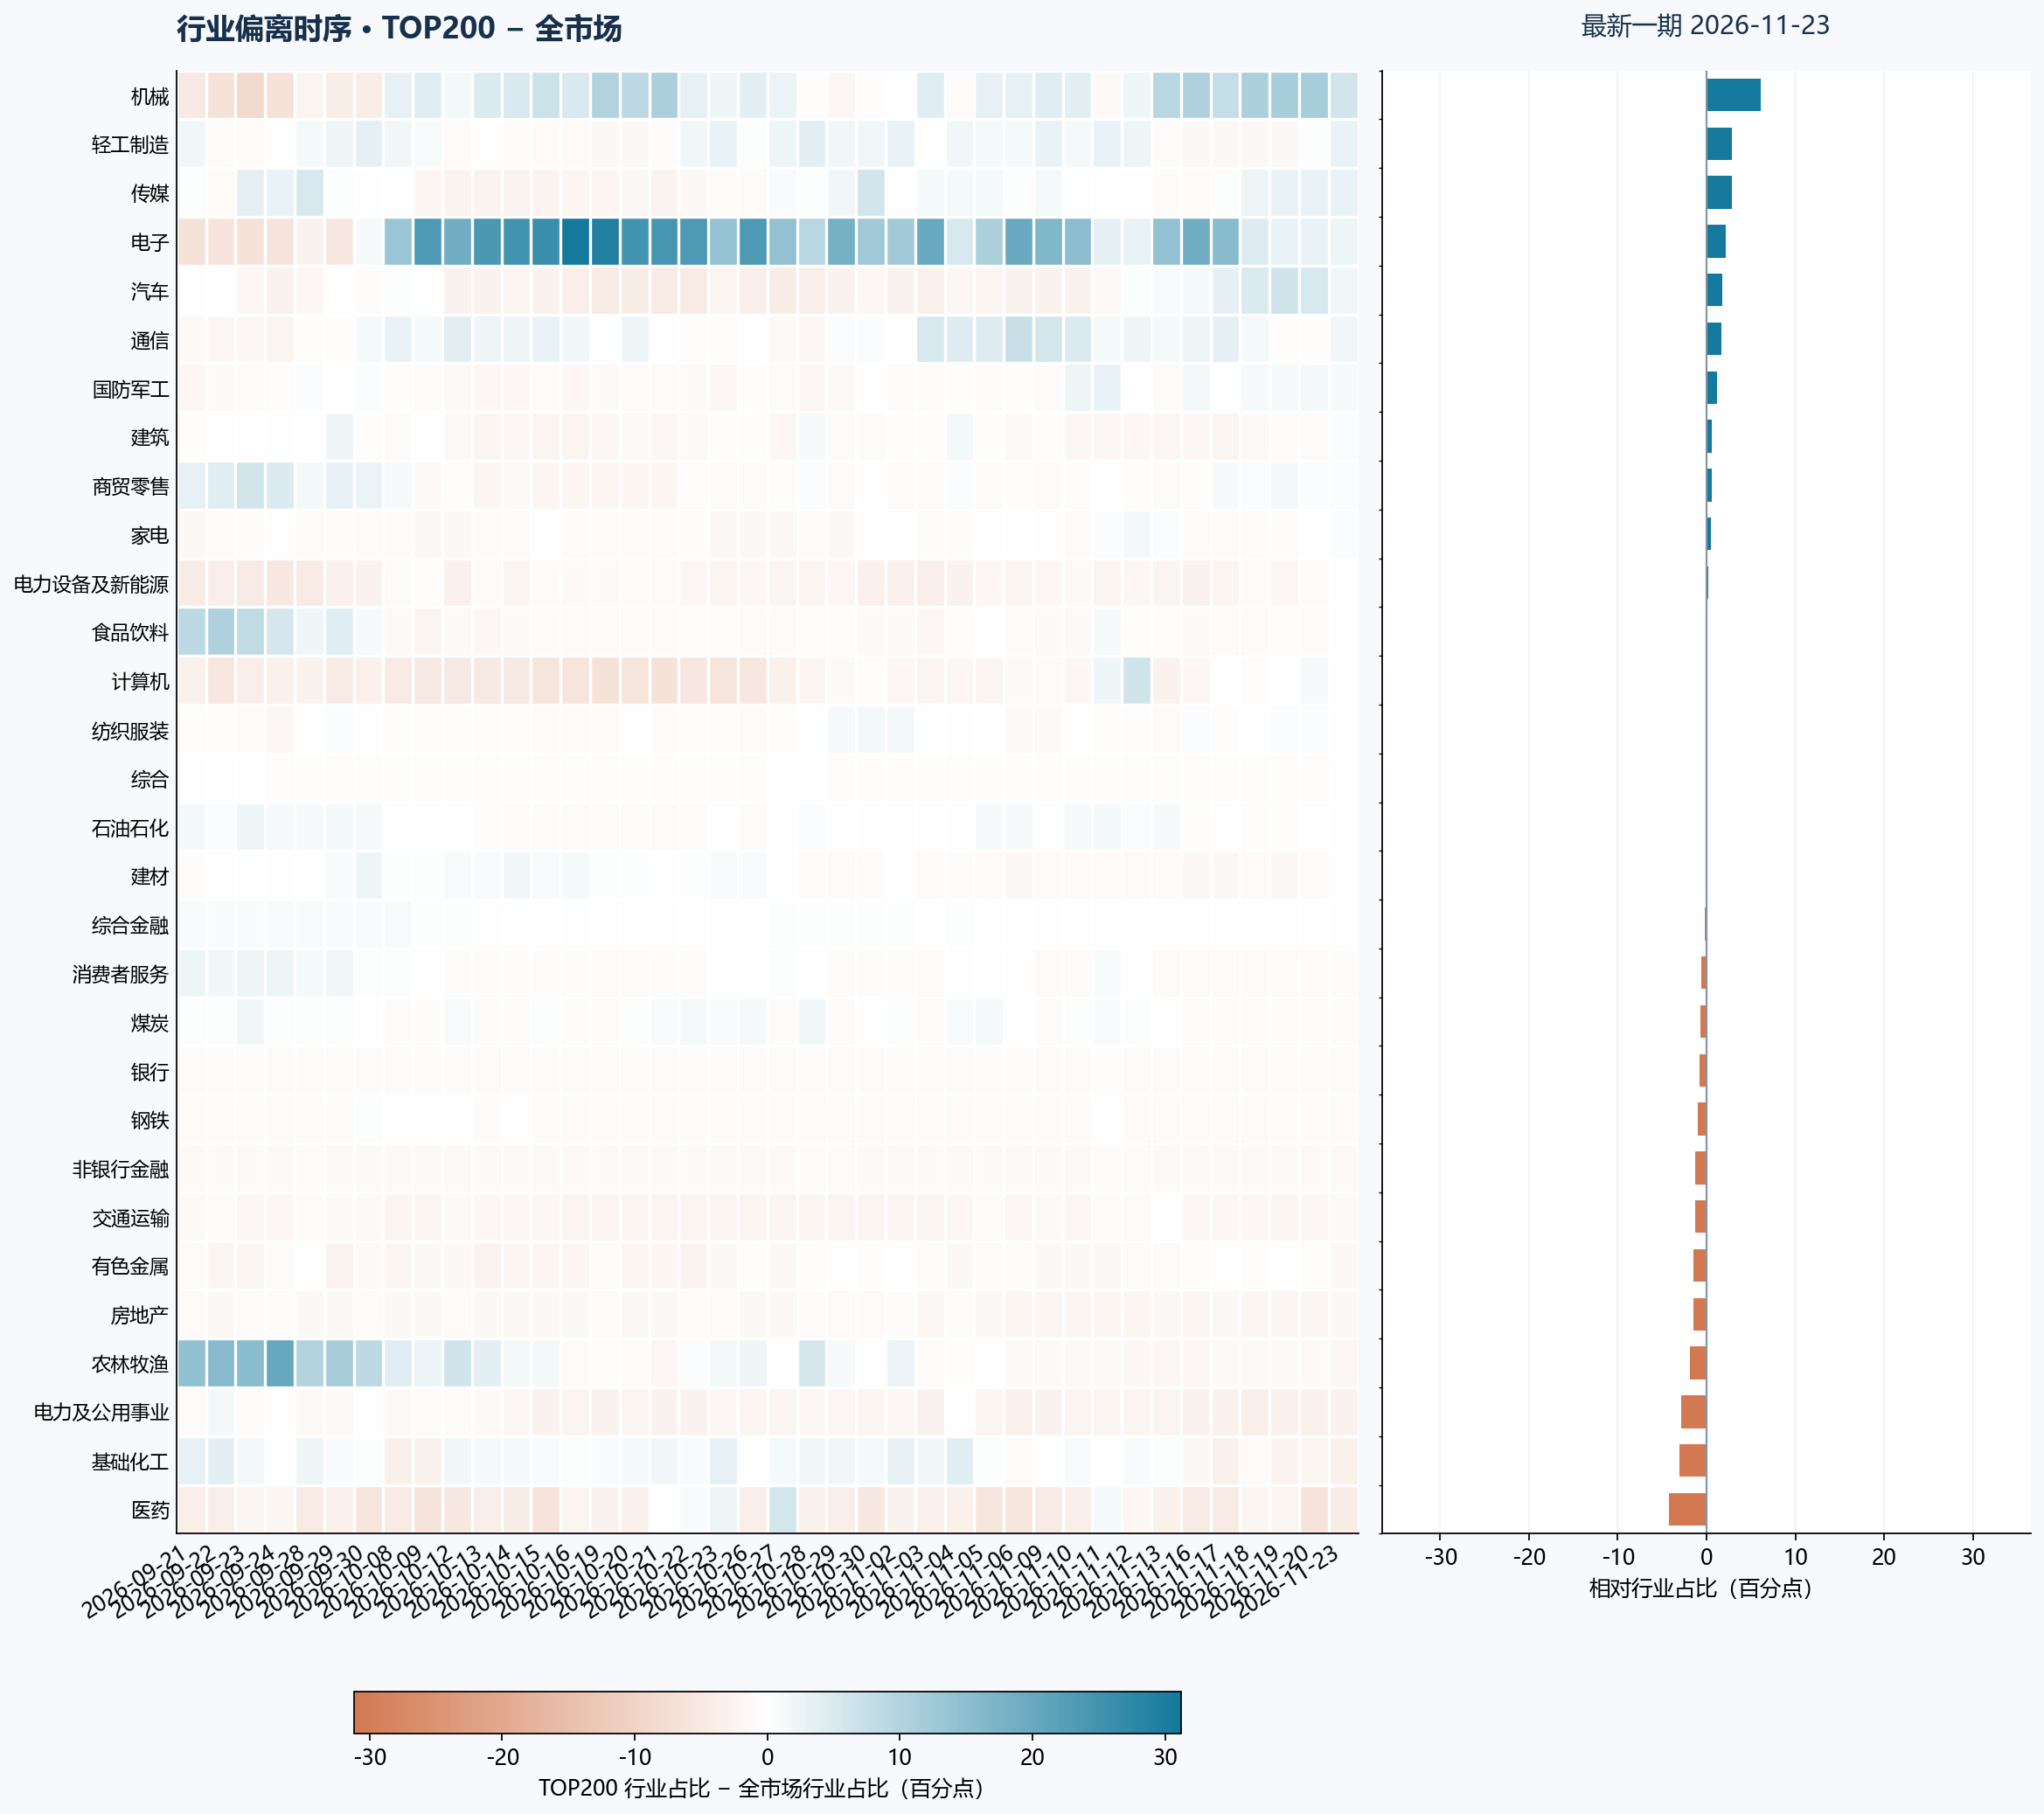 行业偏离时序 • TOP200 − 全市场
最新一期 2026-11-23
机械
轻工制造
传媒
电子
汽车
通信
国防军工
建筑
商贸零售
家电
电力设备及新能源
食品饮料
计算机
纺织服装
综合
石油石化
建材
综合金融
消费者服务
煤炭
银行
钢铁
非银行金融
交通运输
有色金属
房地产
农林牧渔
电力及公用事业
基础化工
医药
2026-09-21
2026-09-22
2026-09-23
2026-09-24
2026-09-28
2026-09-29
2026-09-30
2026-10-08
2026-10-09
2026-10-12
2026-10-13
2026-10-14
2026-10-15
2026-10-16
2026-10-19
2026-10-20
2026-10-21
2026-10-22
2026-10-23
2026-10-26
2026-10-27
2026-10-28
2026-10-29
2026-10-30
2026-11-02
2026-11-03
2026-11-04
2026-11-05
2026-11-06
2026-11-09
2026-11-10
2026-11-11
2026-11-12
2026-11-13
2026-11-16
2026-11-17
2026-11-18
2026-11-19
2026-11-20
2026-11-23
-30 -20 -10 0 10 20 30
相对行业占比（百分点）
-30 -20 -10 0 10 20 30
TOP200 行业占比 − 全市场行业占比（百分点）